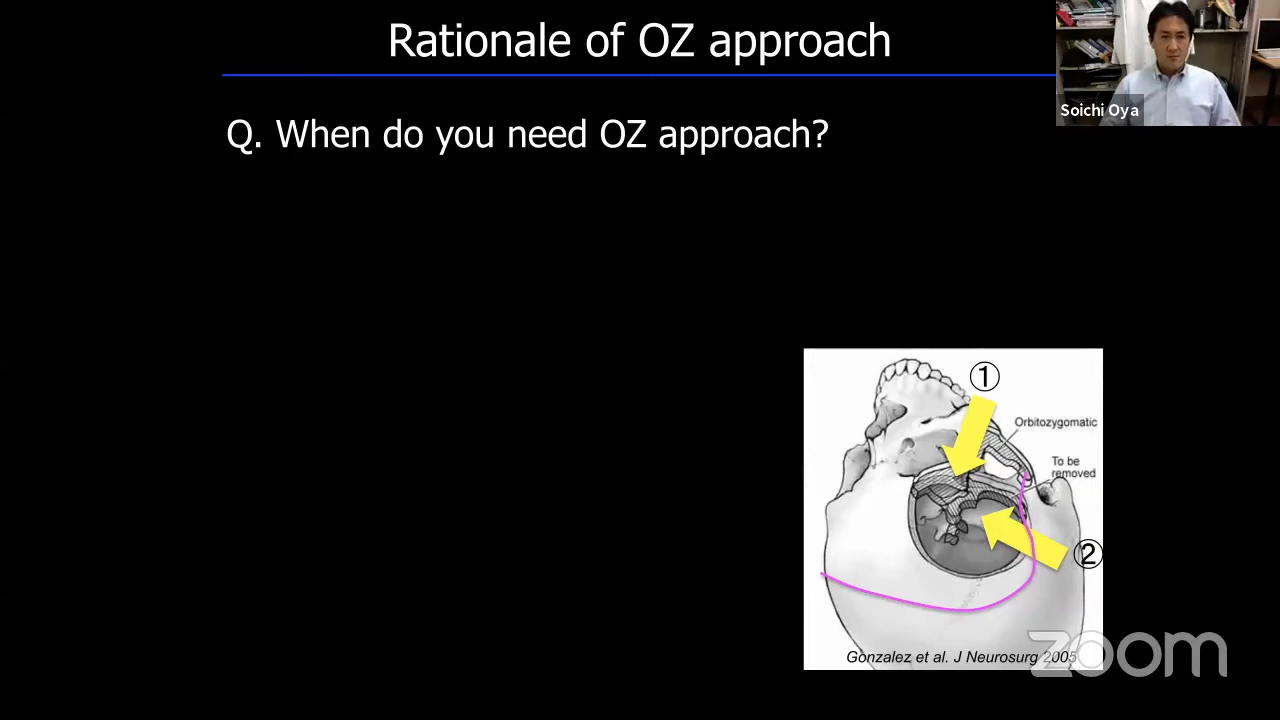 Rationale of OZ approach
Soichi Oya
Q. When do you need OZ approach?
①
Orbitozygomatic
To be
removed
②
Gonzalez et al. J Neurosurg 2005
zoom